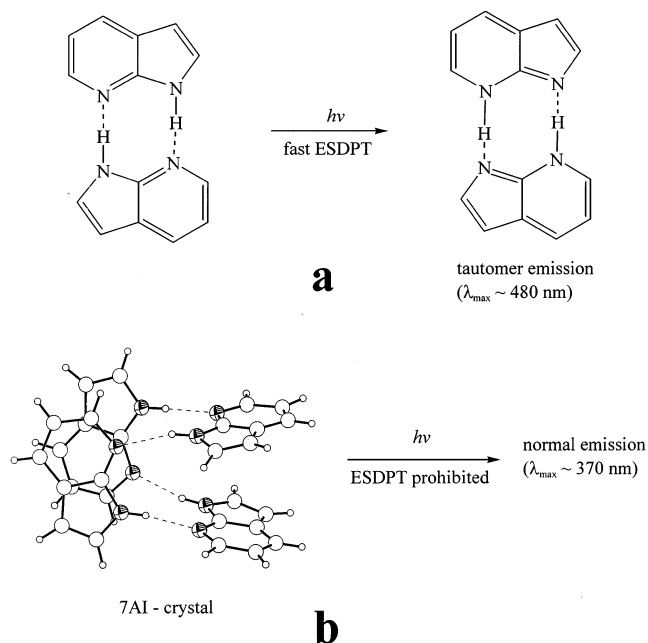 N
N
H
H
N
N
hν
fast ESDPT
N
N
H
H
N
N
tautomer emission
(λmax ~ 480 nm)
a
hν
ESDPT prohibited
normal emission
(λmax ~ 370 nm)
7AI - crystal
b